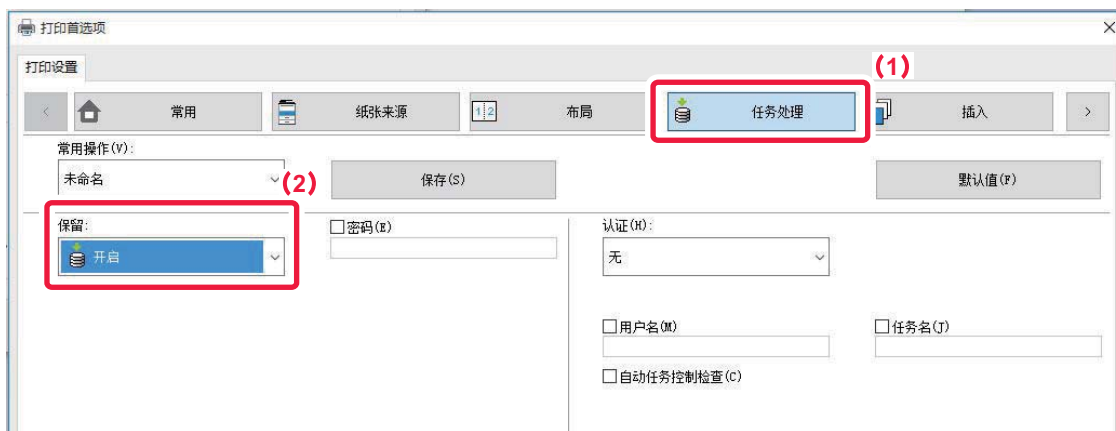 打印首选项
打印设置
(1)
常用 纸张来源 1 2 布局 任务处理 插入
常用操作(V):
未命名 保存(S) 默认值(F)
(2)
保留: 密码(E) 认证(H):
开启 无
用户名(M) 任务名(J)
自动任务控制检查(C)